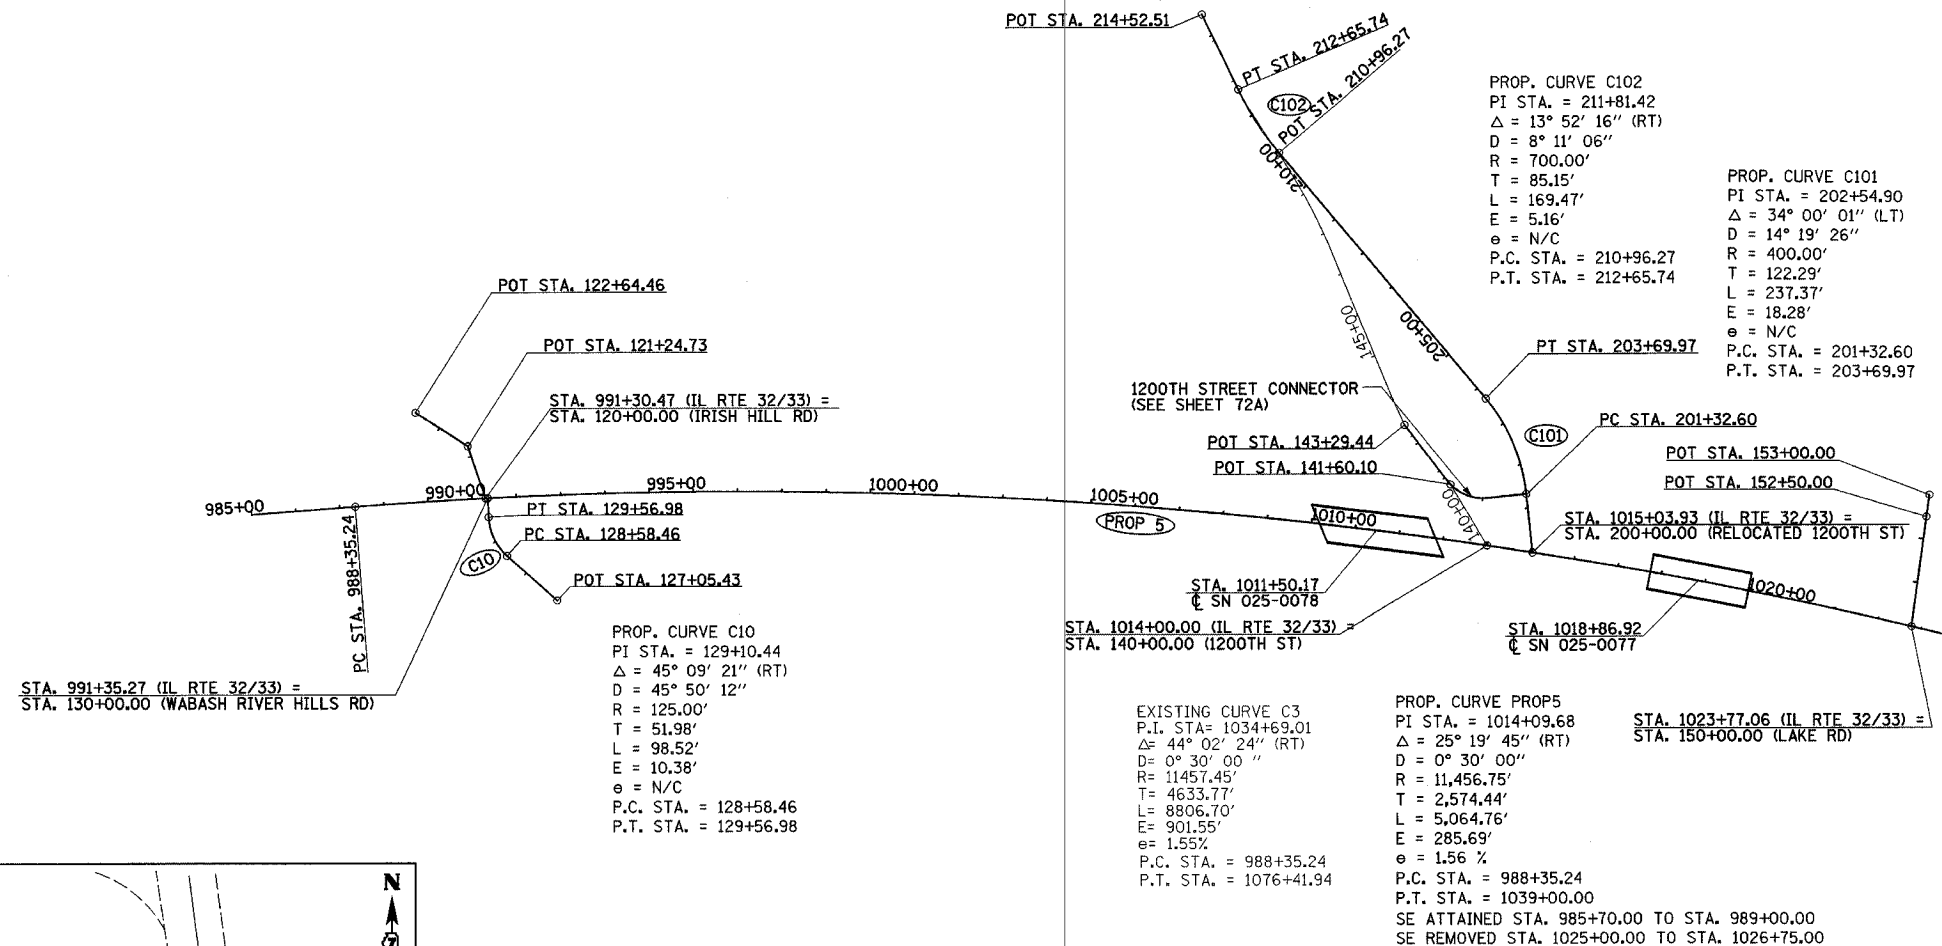 POT STA. 214+52.51
PT STA. 212+65.74
POT STA. 210+96.27
C102
210+00
210+00
PROP. CURVE C102
PI STA. = 211+81.42
Δ = 13° 52' 16" (RT)
D = 8° 11' 06"
R = 700.00'
T = 85.15'
L = 169.47'
E = 5.16'
e = N/C
P.C. STA. = 210+96.27
P.T. STA. = 212+65.74
PROP. CURVE C101
PI STA. = 202+54.90
Δ = 34° 00' 01" (LT)
D = 14° 19' 26"
R = 400.00'
T = 122.29'
L = 237.37'
E = 18.28'
e = N/C
P.C. STA. = 201+32.60
P.T. STA. = 203+69.97
POT STA. 122+64.46
POT STA. 121+24.73
STA. 991+30.47 (IL RTE 32/33) =
STA. 120+00.00 (IRISH HILL RD)
145+00
205+00
PT STA. 203+69.97
1200TH STREET CONNECTOR
(SEE SHEET 72A)
PC STA. 201+32.60
C101
POT STA. 143+29.44
POT STA. 141+60.10
POT STA. 153+00.00
POT STA. 152+50.00
985+00
990+00
995+00
1000+00
1005+00
PROP 5
1010+00
140+00
PT STA. 129+56.98
PC STA. 128+58.46
C10
POT STA. 127+05.43
PC STA. 988+35.24
STA. 1015+03.93 (IL RTE 32/33) =
STA. 200+00.00 (RELOCATED 1200TH ST)
1020+00
STA. 1011+50.17
℄ SN 025-0078
STA. 1014+00.00 (IL RTE 32/33) =
STA. 140+00.00 (1200TH ST)
STA. 1018+86.92
℄ SN 025-0077
STA. 991+35.27 (IL RTE 32/33) =
STA. 130+00.00 (WABASH RIVER HILLS RD)
PROP. CURVE C10
PI STA. = 129+10.44
Δ = 45° 09' 21" (RT)
D = 45° 50' 12"
R = 125.00'
T = 51.98'
L = 98.52'
E = 10.38'
e = N/C
P.C. STA. = 128+58.46
P.T. STA. = 129+56.98
EXISTING CURVE C3
P.I. STA= 1034+69.01
Δ= 44° 02' 24" (RT)
D= 0° 30' 00 "
R= 11457.45'
T= 4633.77'
L= 8806.70'
E= 901.55'
e= 1.55%
P.C. STA. = 988+35.24
P.T. STA. = 1076+41.94
PROP. CURVE PROP5
PI STA. = 1014+09.68
Δ = 25° 19' 45" (RT)
D = 0° 30' 00"
R = 11,456.75'
T = 2,574.44'
L = 5,064.76'
E = 285.69'
e = 1.56 %
P.C. STA. = 988+35.24
P.T. STA. = 1039+00.00
SE ATTAINED STA. 985+70.00 TO STA. 989+00.00
SE REMOVED STA. 1025+00.00 TO STA. 1026+75.00
STA. 1023+77.06 (IL RTE 32/33) =
STA. 150+00.00 (LAKE RD)
N